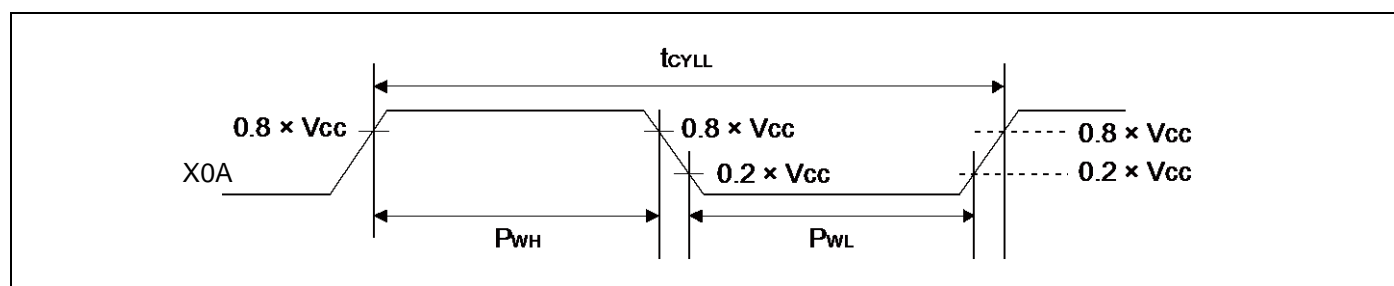 tCYLL
0.8 × Vcc
0.8 × Vcc
0.8 × Vcc
X0A
0.2 × Vcc
0.2 × Vcc
PWH
PWL